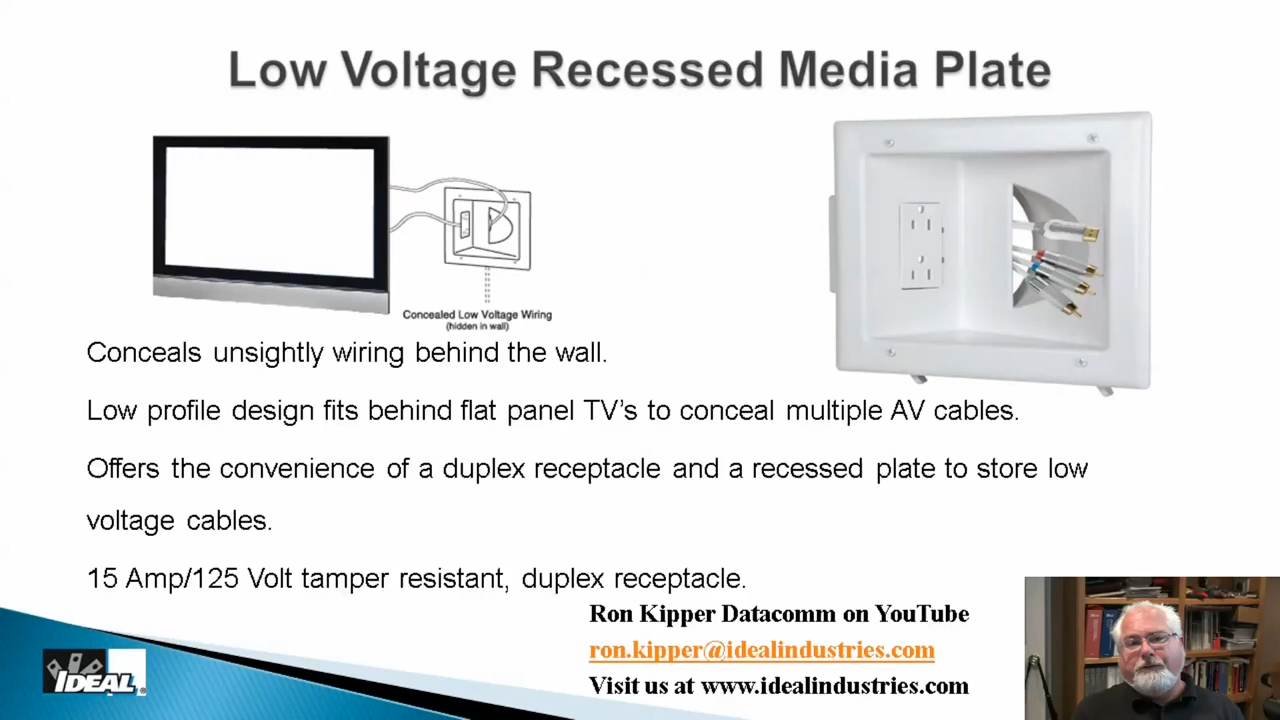 Low Voltage Recessed Media Plate
Concealed Low Voltage Wiring
(hidden in wall)
Conceals unsightly wiring behind the wall.
Low profile design fits behind flat panel TV's to conceal multiple AV cables.
Offers the convenience of a duplex receptacle and a recessed plate to store low
voltage cables.
15 Amp/125 Volt tamper resistant, duplex receptacle.
Ron Kipper Datacomm on YouTube
ron.kipper@idealindustries.com
Visit us at www.idealindustries.com
IDEAL®